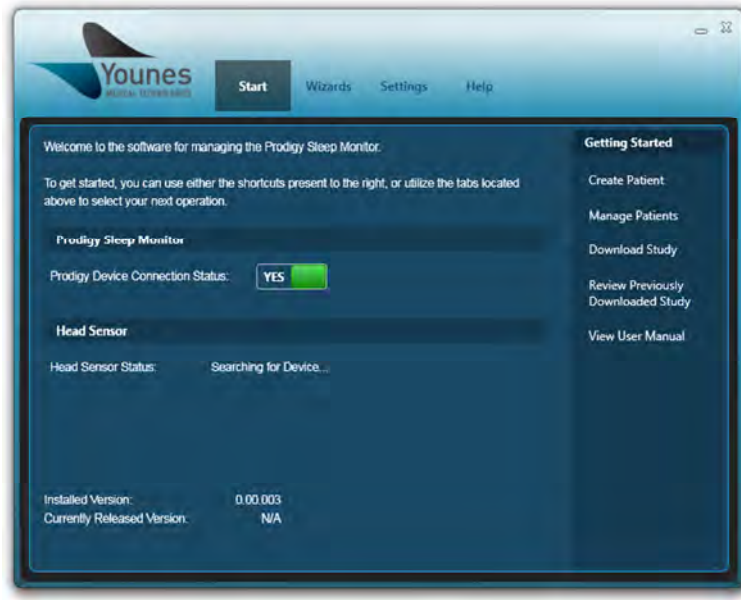 Younes
MEDICAL TECHNOLOGIES
Start
Wizards
Settings
Help
Welcome to the software for managing the Prodigy Sleep Monitor.
To get started, you can use either the shortcuts present to the right, or utilize the tabs located
above to select your next operation.
Prodigy Sleep Monitor
Prodigy Device Connection Status:
YES
Head Sensor
Head Sensor Status:
Searching for Device...
Installed Version:
0.00.003
Currently Released Version:
N/A
Getting Started
Create Patient
Manage Patients
Download Study
Review Previously
Downloaded Study
View User Manual